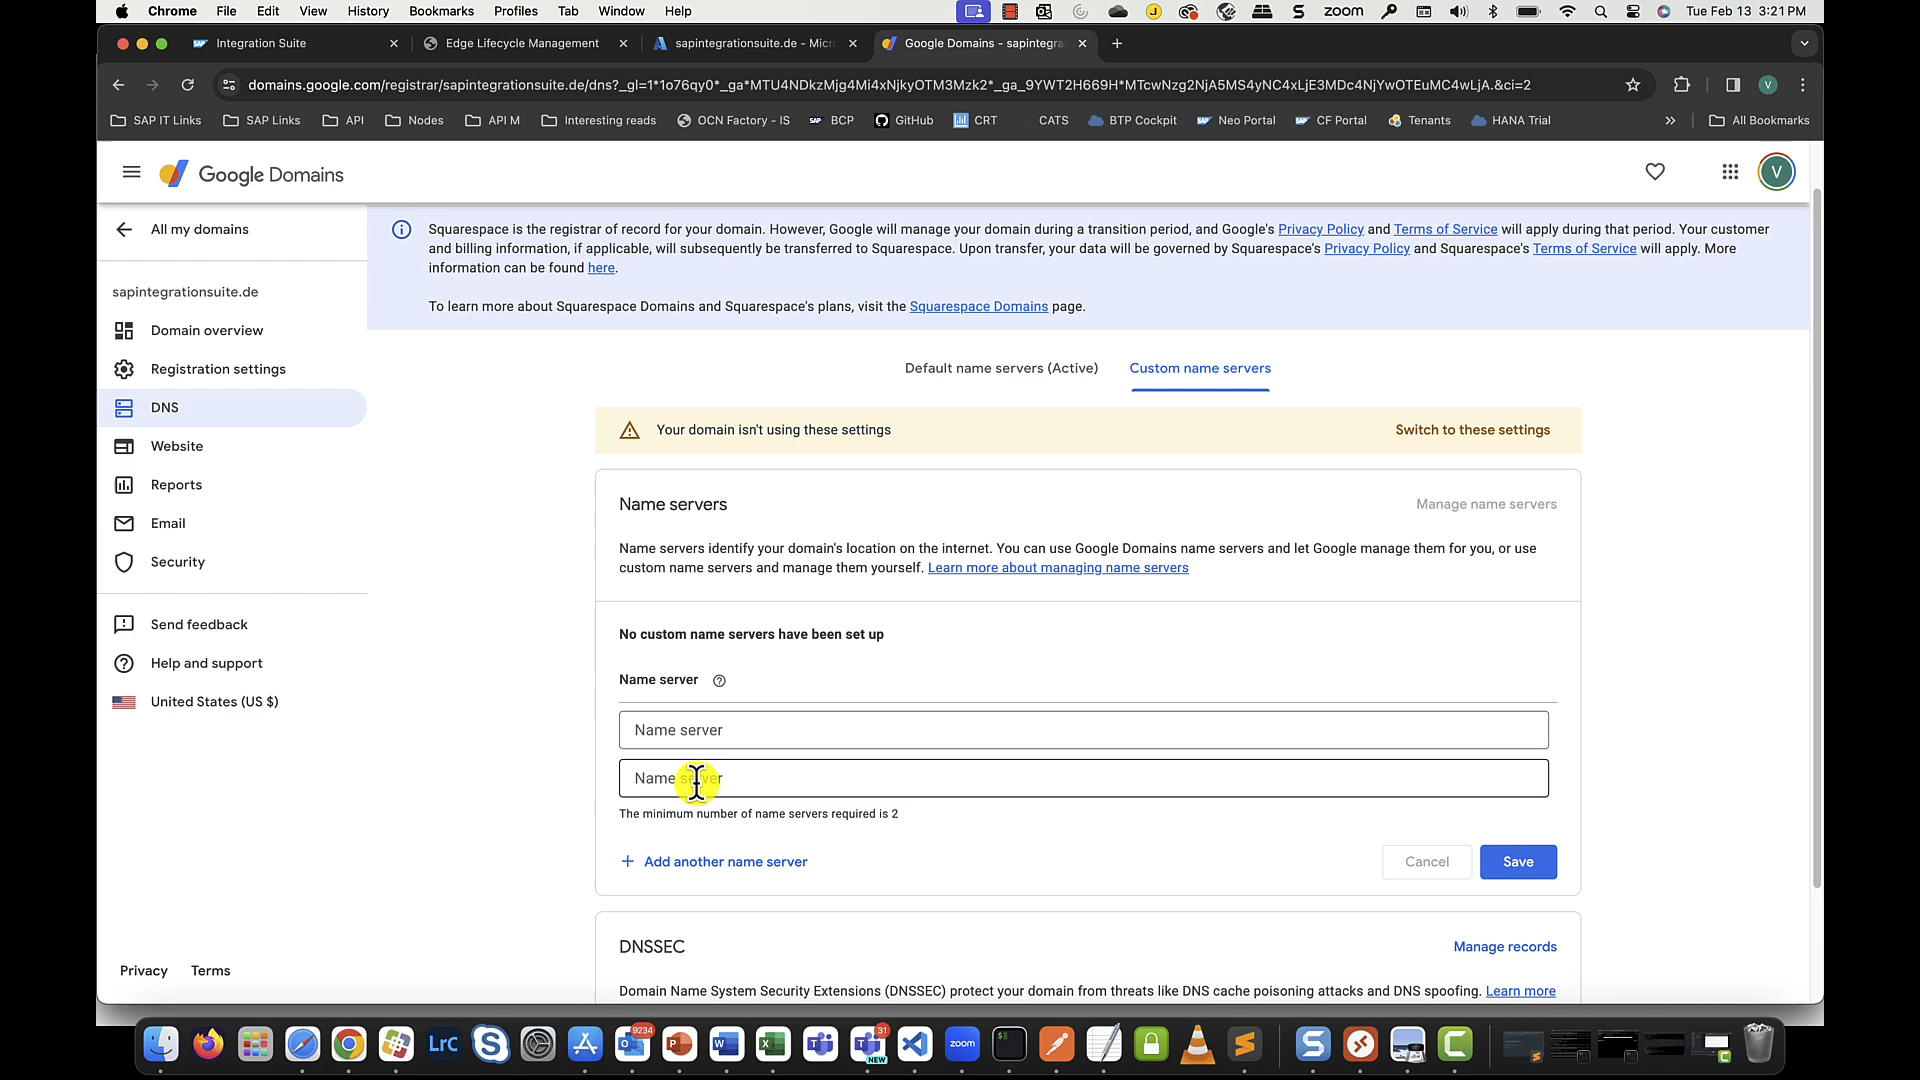 Chrome File Edit View History Bookmarks Profiles Tab Window Help
zoom
Tue Feb 13 3:21 PM
Integration Suite
Edge Lifecycle Management
sapintegrationsuite.de - Micr
Google Domains - sapintegra
domains.google.com/registrar/sapintegrationsuite.de/dns?_gl=1*1o76qy0*_ga*MTU4NDkzMjg4Mi4xNjkyOTM3Mzk2*_ga_9YWT2H669H*MTcwNzg2NjA5MS4yNC4xLjE3MDc4NjYwOTEuMC4wLjA.&ci=2
V
SAP IT Links SAP Links API Nodes API M Interesting reads OCN Factory - IS BCP GitHub CRT CATS BTP Cockpit Neo Portal CF Portal Tenants HANA Trial » All Bookmarks
Google Domains
V
All my domains
sapintegrationsuite.de
Domain overview
Registration settings
DNS
Website
Reports
Email
Security
Send feedback
Help and support
United States (US $)
Privacy Terms
Squarespace is the registrar of record for your domain. However, Google will manage your domain during a transition period, and Google's Privacy Policy and Terms of Service will apply during that period. Your customer
and billing information, if applicable, will subsequently be transferred to Squarespace. Upon transfer, your data will be governed by Squarespace's Privacy Policy and Squarespace's Terms of Service will apply. More
information can be found here.
To learn more about Squarespace Domains and Squarespace's plans, visit the Squarespace Domains page.
Default name servers (Active) Custom name servers
Your domain isn't using these settings Switch to these settings
Name servers Manage name servers
Name servers identify your domain's location on the internet. You can use Google Domains name servers and let Google manage them for you, or use
custom name servers and manage them yourself. Learn more about managing name servers
No custom name servers have been set up
Name server
Name server
Name server
The minimum number of name servers required is 2
+ Add another name server Cancel Save
DNSSEC Manage records
Domain Name System Security Extensions (DNSSEC) protect your domain from threats like DNS cache poisoning attacks and DNS spoofing. Learn more
LrC
9234
31
NEW
zoom